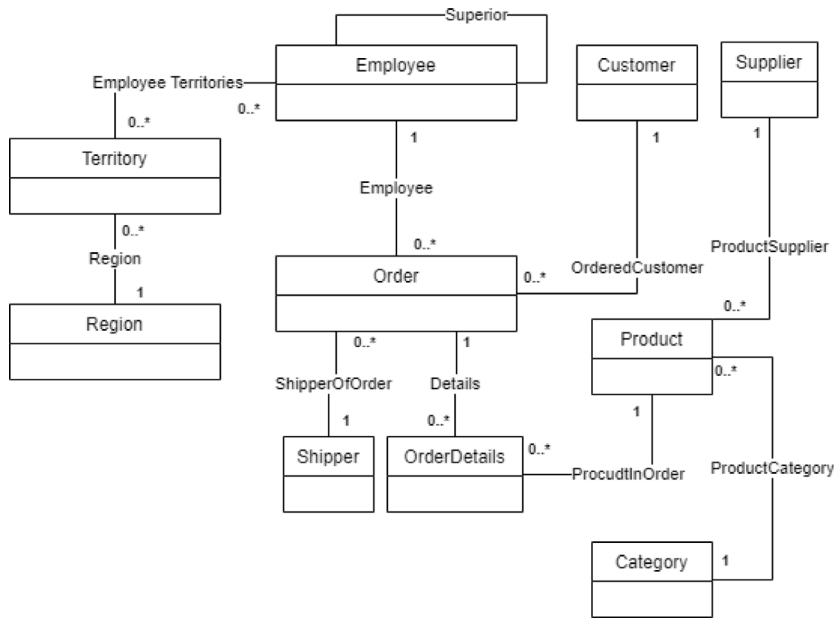 Superior
Employee
Customer
Supplier
Employee Territories
0..*
0..*
1
1
1
Territory
Employee
0..*
0..*
ProductSupplier
Region
OrderedCustomer
Order
0..*
1
0..*
Region
Product
0..*
1
0..*
ShipperOfOrder
Details
1
1
0..*
Shipper
OrderDetails
0..*
ProcudtInOrder
ProductCategory
Category
1